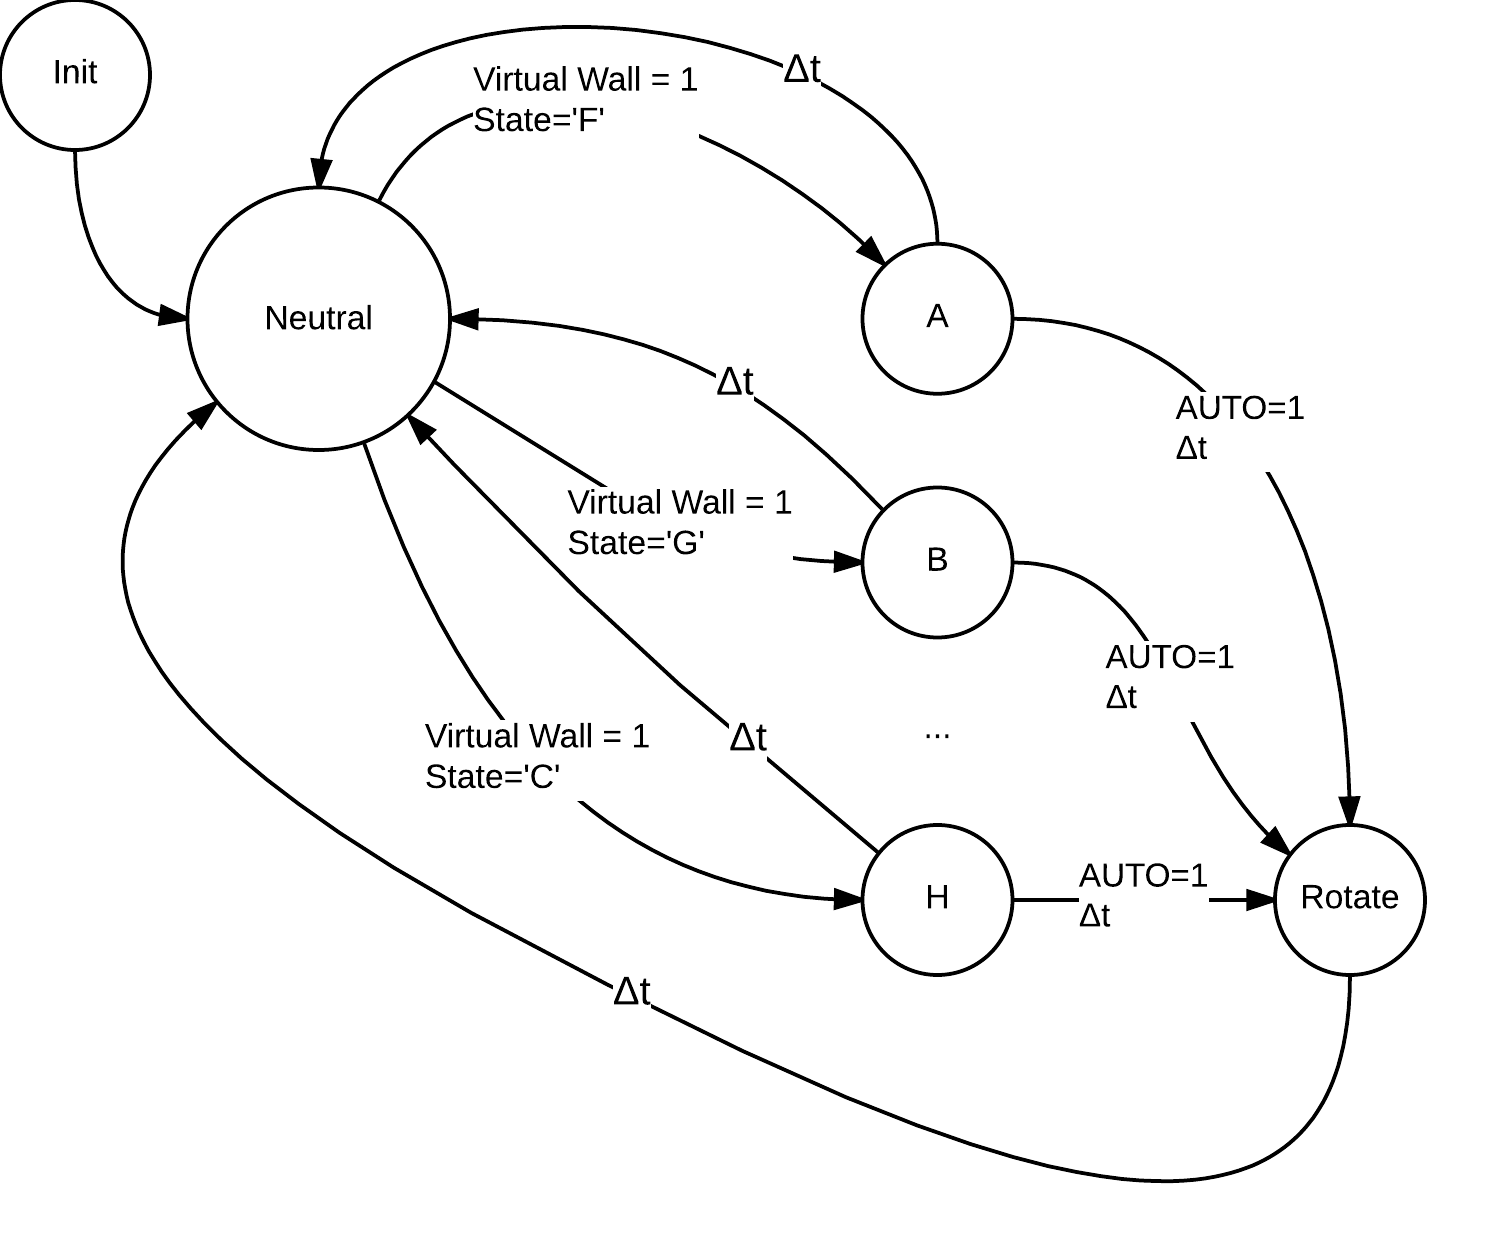 Init
Δt
Virtual Wall = 1
State='F'
Neutral
A
Δt
AUTO=1
Δt
Virtual Wall = 1
State='G'
B
AUTO=1
Δt
...
Virtual Wall = 1
State='C'
Δt
H
AUTO=1
Δt
Rotate
Δt